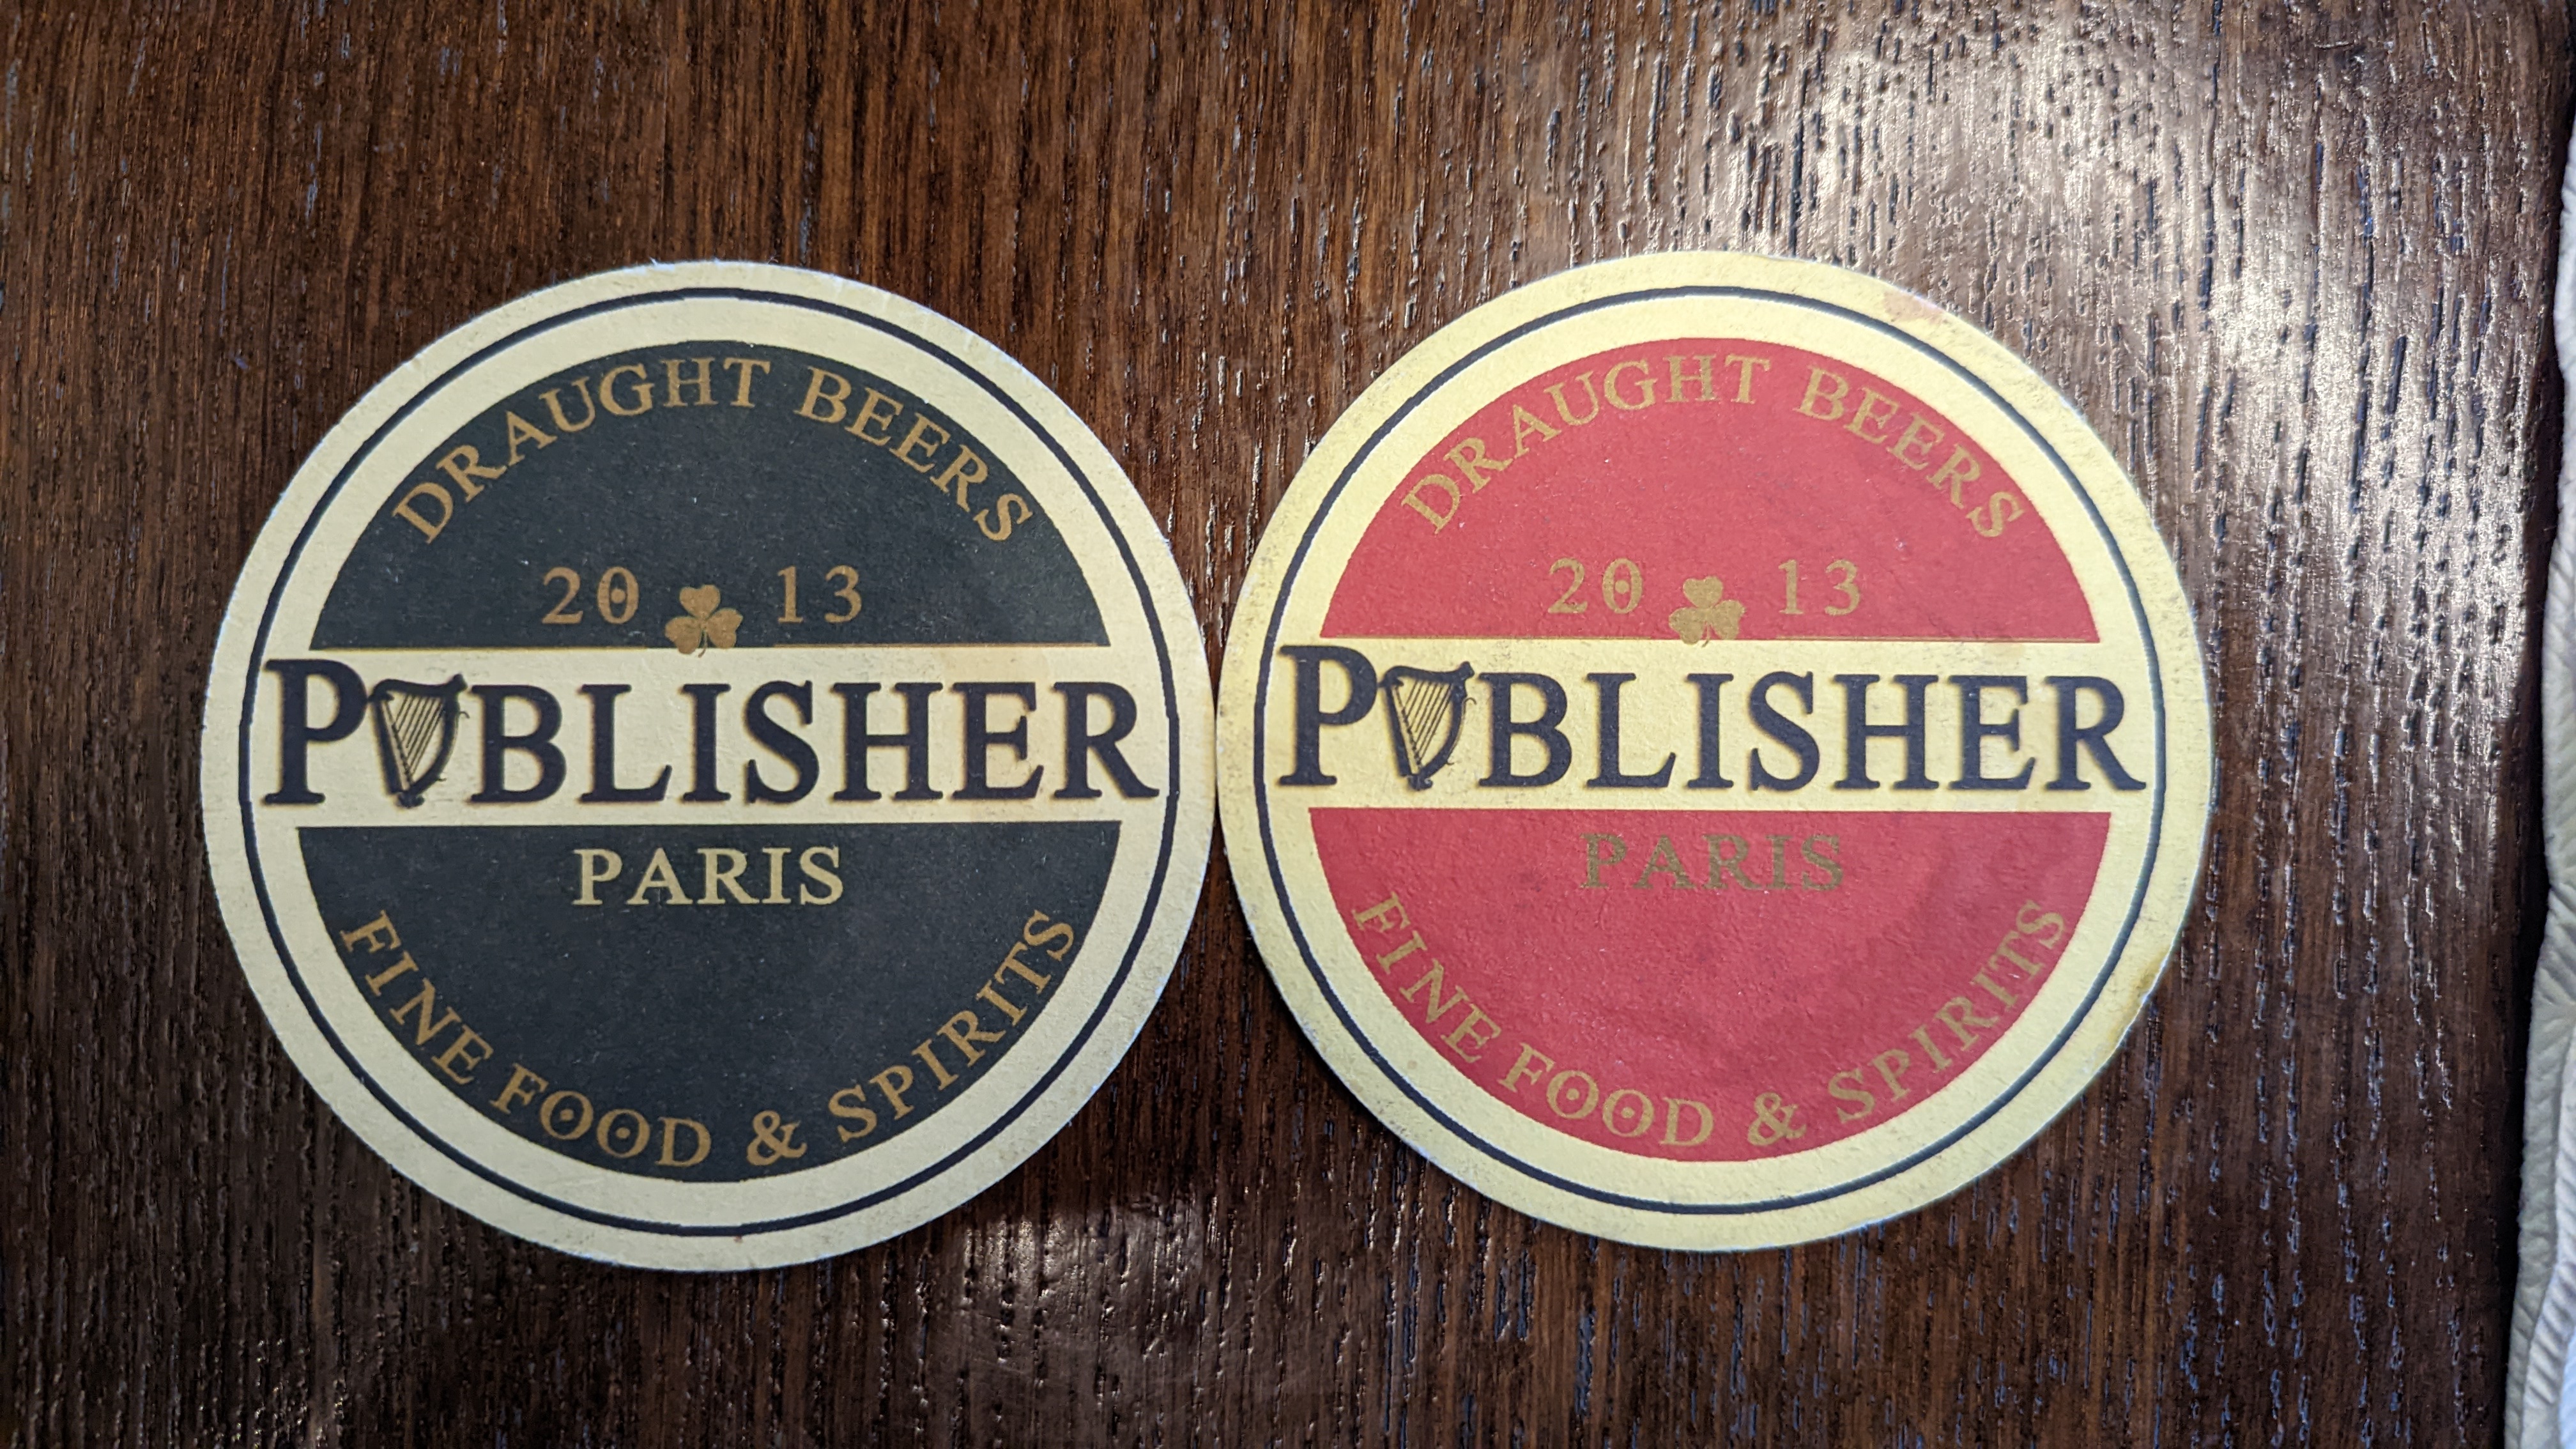 DRAUGHT BEERS
20 13
PUBLISHER
PARIS
FINE FOOD & SPIRITS
DRAUGHT BEERS
20 13
PUBLISHER
PARIS
FINE FOOD & SPIRITS